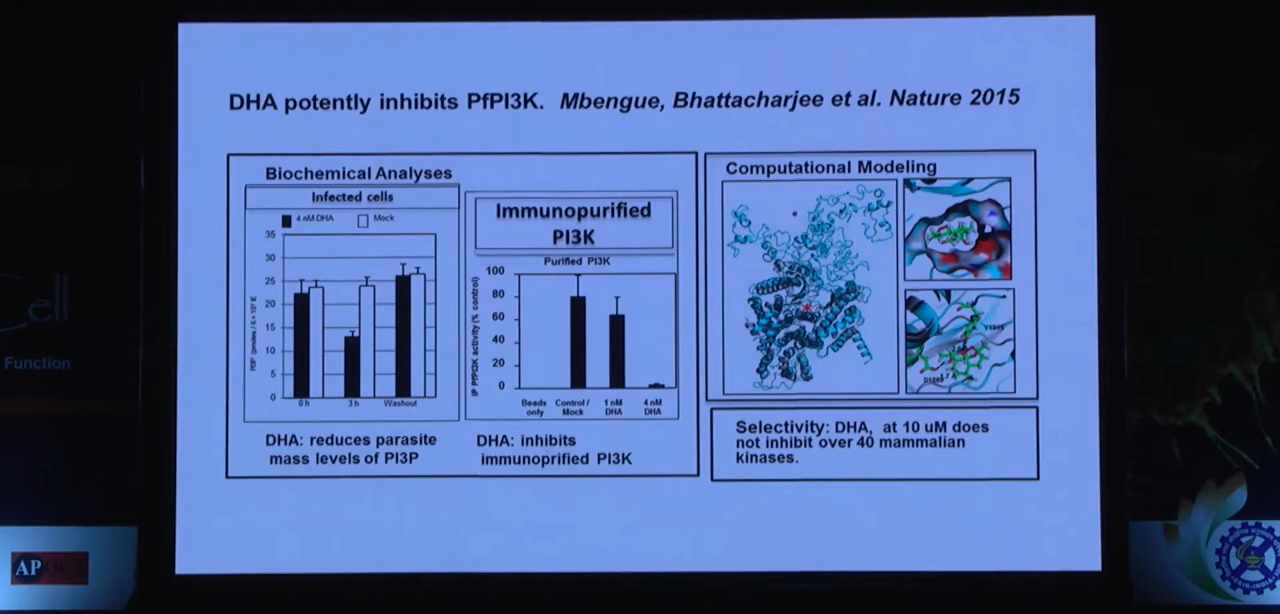 DHA potently inhibits PfPI3K. Mbengue, Bhattacharjee et al. Nature 2015
Biochemical Analyses
Infected cells
4 nM DHA
Mock
35
30
25
20
15
10
5
0
0 h
3 h
Washout
DHA: reduces parasite
mass levels of PI3P
Immunopurified
PI3K
Purified PI3K
IP PfPI3K activity (% control)
100
80
60
40
20
0
Beads
only
Control /
Mock
1 nM
DHA
4 nM
DHA
DHA: inhibits
immunoprified PI3K
Computational Modeling
Selectivity: DHA, at 10 uM does
not inhibit over 40 mammalian
kinases.
Cell
Function
AP